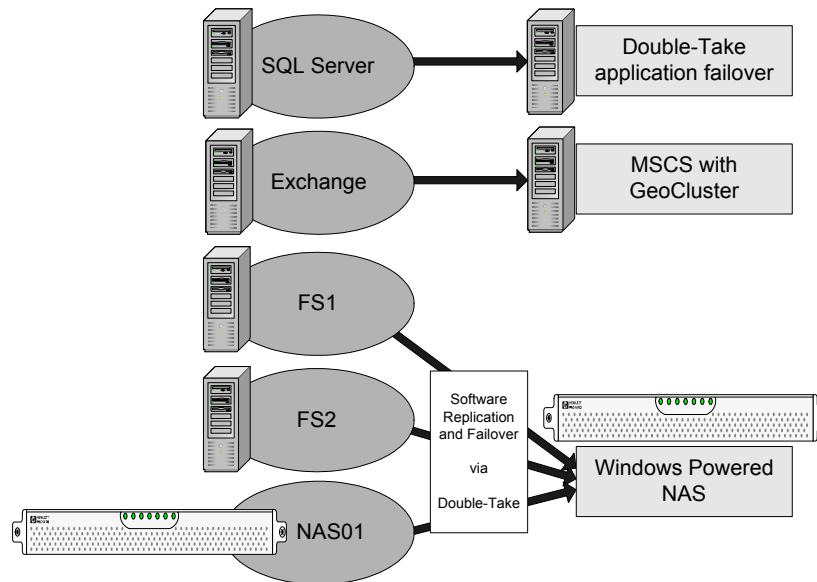 SQL Server
Double-Take
application failover
Exchange
MSCS with
GeoCluster
FS1
FS2
Software
Replication
and Failover
via
Double-Take
Windows Powered
NAS
NAS01